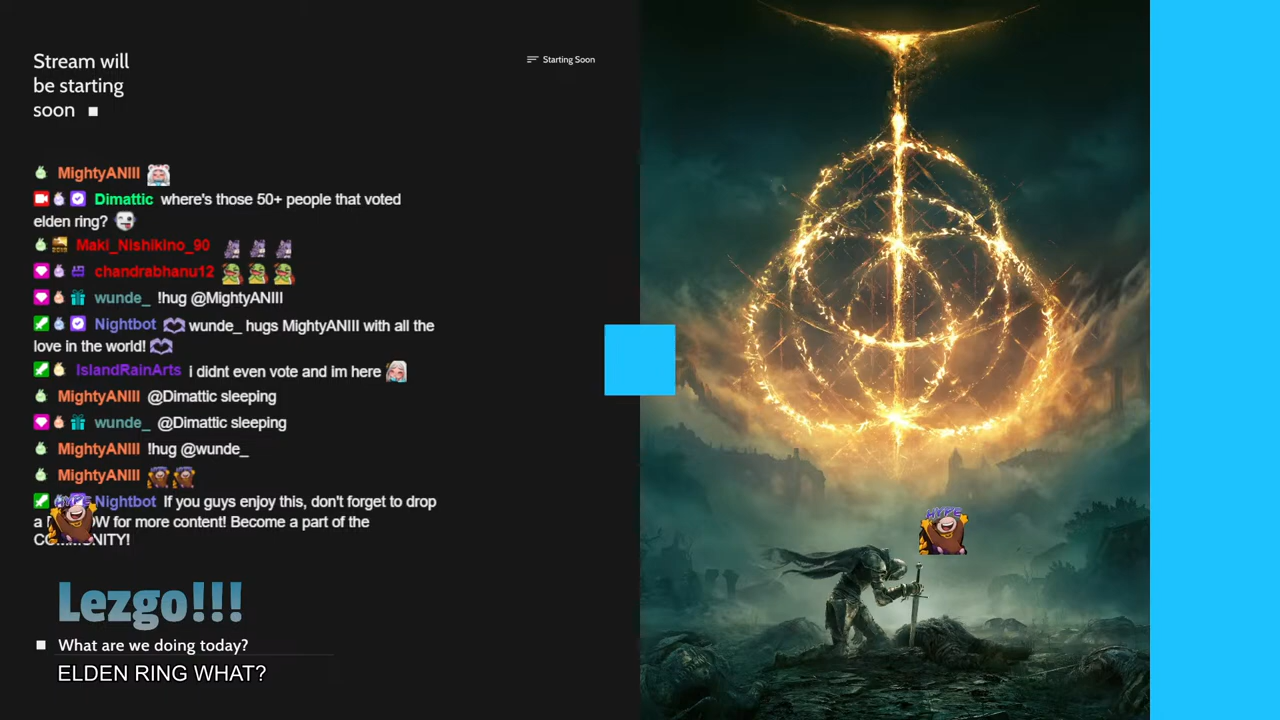 Stream will
be starting
soon
Starting Soon
MightyANIII
Dimattic where's those 50+ people that voted
elden ring?
Maki_Nishikino_90
chandrabhanu12
wunde_ !hug @MightyANIII
Nightbot wunde_ hugs MightyANIII with all the
love in the world!
IslandRainArts i didnt even vote and im here
MightyANIII @Dimattic sleeping
wunde_ @Dimattic sleeping
MightyANIII !hug @wunde_
MightyANIII
Nightbot If you guys enjoy this, don't forget to drop
a for more content! Become a part of the
COMMUNITY!
HYPE
Lezgo!!!
What are we doing today?
ELDEN RING WHAT?